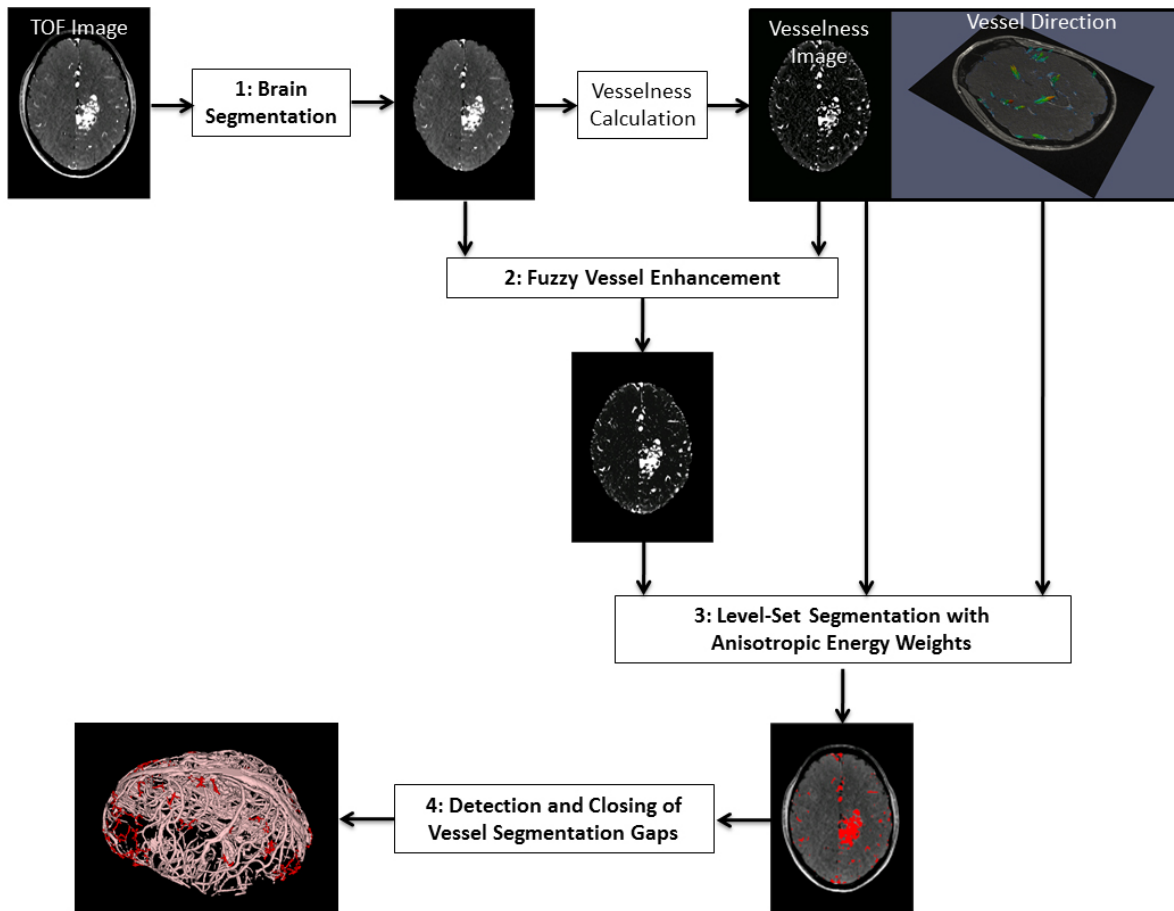 TOF Image
1: Brain
Segmentation
Vesselness
Calculation
Vesselness
Image
Vessel Direction
2: Fuzzy Vessel Enhancement
3: Level-Set Segmentation with
Anisotropic Energy Weights
4: Detection and Closing of
Vessel Segmentation Gaps